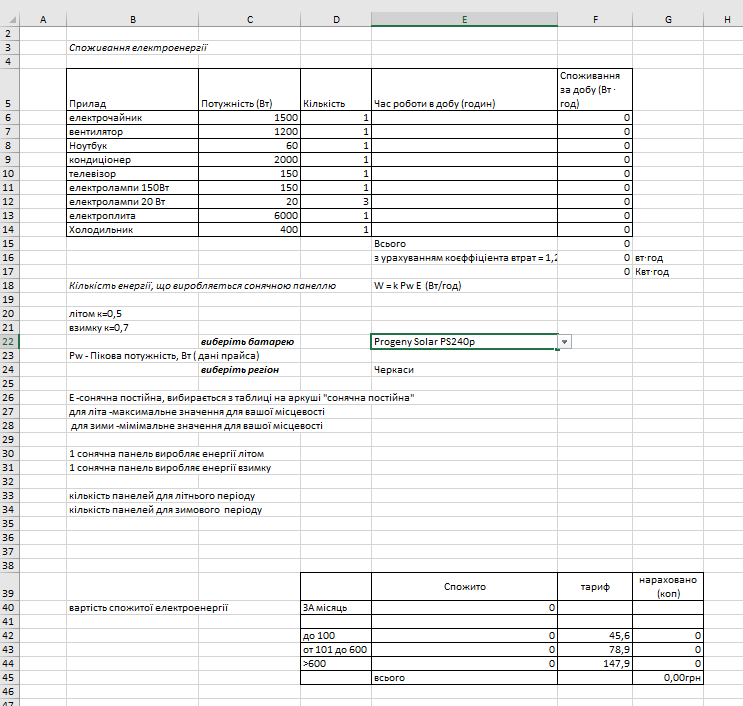 A B C D E F G H
2
3 Споживання електроенергії
4
Споживання
за добу (Вт ·
5 Прилад Потужність (Вт) Кількість Час роботи в добу (годин) год)
6 електрочайник 1500 1 0
7 вентилятор 1200 1 0
8 Ноутбук 60 1 0
9 кондиціонер 2000 1 0
10 телевізор 150 1 0
11 електролампи 150Вт 150 1 0
12 електролампи 20 Вт 20 3 0
13 електроплита 6000 1 0
14 Холодильник 400 1 0
15 Всього 0
16 з урахуванням коєффіціента втрат = 1,2 0 вт·год
17 0 Квт·год
18 Кількість енергії, що виробляється сонячною панеллю W = k Pw E (Вт/год)
19
20 літом к=0,5
21 взимку к=0,7
22 виберіть батарею Progeny Solar PS240p
23 Pw - Пікова потужність, Вт ( дані прайса)
24 виберіть регіон Черкаси
25
26 Е -сонячна постійна, вибирається з таблиці на аркуші "сонячна постійна"
27 для літа -максимальне значення для вашої місцевості
28 для зими -мімімальне значення для вашої місцевості
29
30 1 сонячна панель виробляє енергії літом
31 1 сонячна панель виробляє енергії взимку
32
33 кількість панелей для літнього періоду
34 кількість панелей для зимового періоду
35
36
37
38
39 Спожито тариф нараховано
(коп)
40 вартість спожитої електроенергії ЗА місяць 0
41
42 до 100 0 45,6 0
43 от 101 до 600 0 78,9 0
44 >600 0 147,9 0
45 всього 0,00грн
46
47